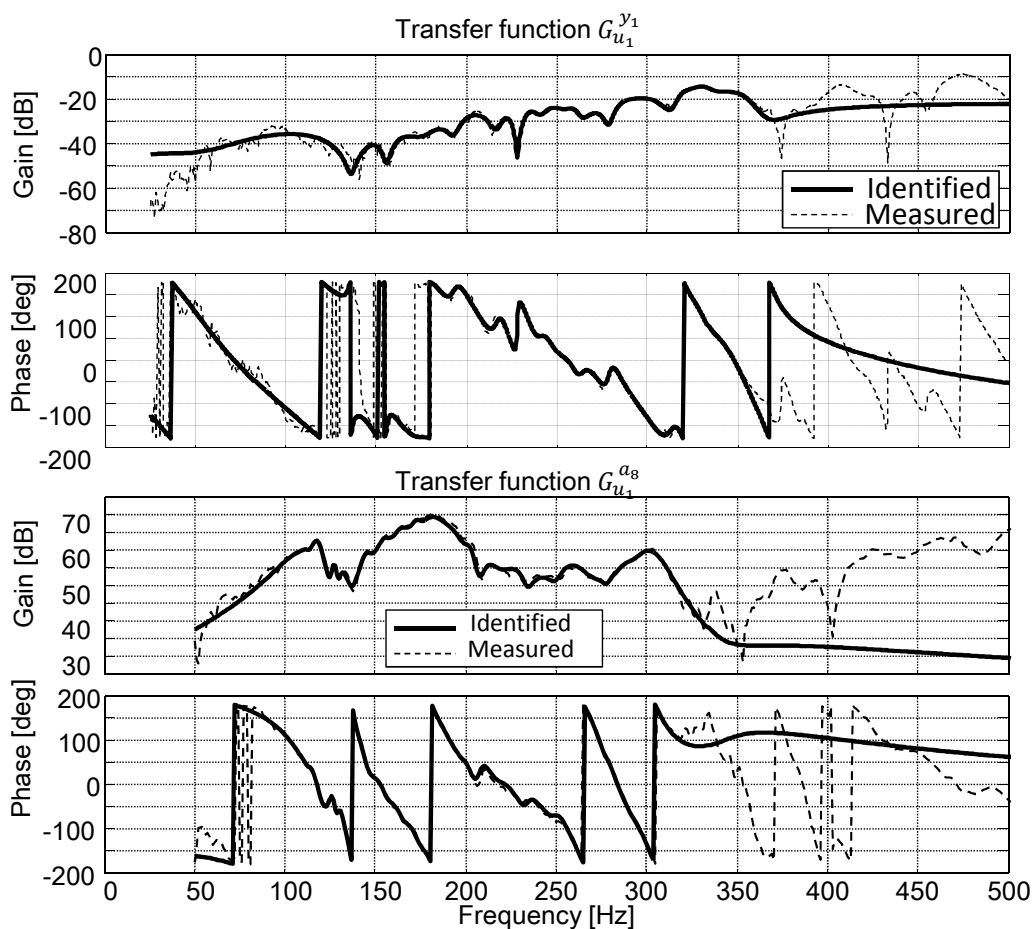 Transfer function G_{u_1}^{y_1}
Gain [dB]
0
-20
-40
-60
-80
Identified
Measured
Phase [deg]
200
100
0
-100
-200
Transfer function G_{u_1}^{a_8}
Gain [dB]
70
60
50
40
30
Identified
Measured
Phase [deg]
200
100
0
-100
-200
0 50 100 150 200 250 300 350 400 450 500
Frequency [Hz]